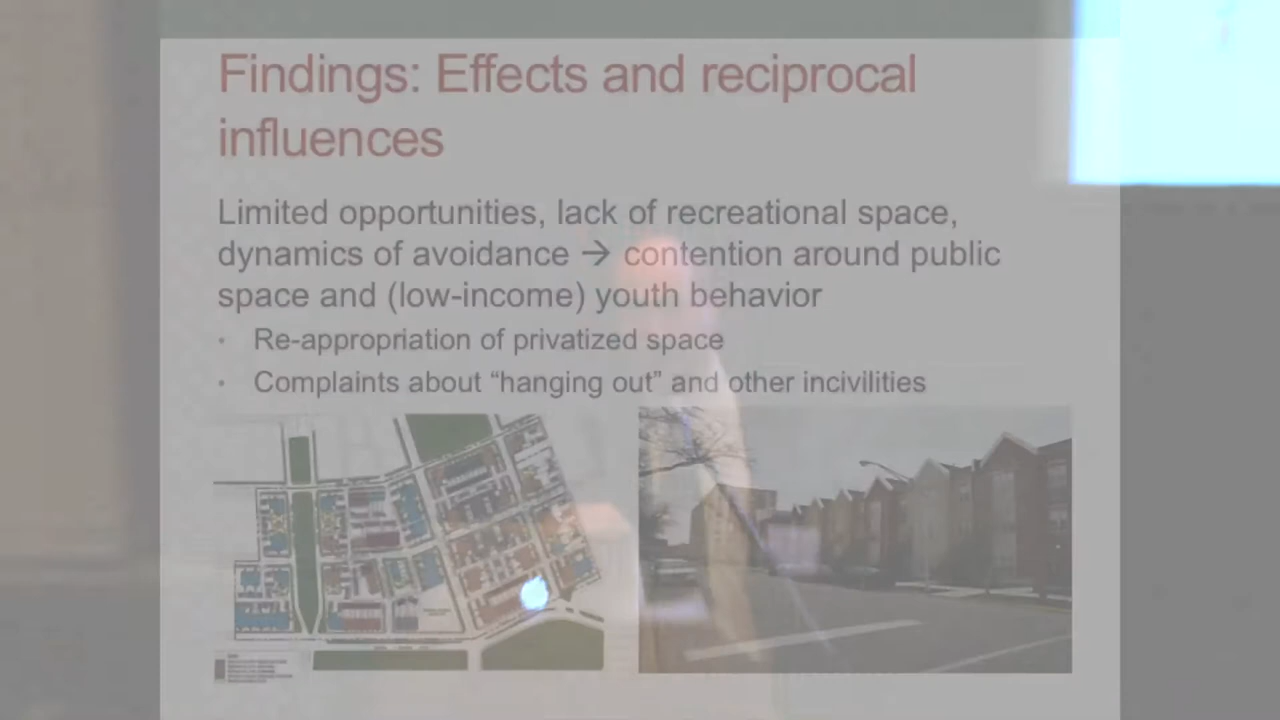 Findings: Effects and reciprocal
influences
Limited opportunities, lack of recreational space,
dynamics of avoidance → contention around public
space and (low-income) youth behavior
• Re-appropriation of privatized space
• Complaints about “hanging out” and other incivilities